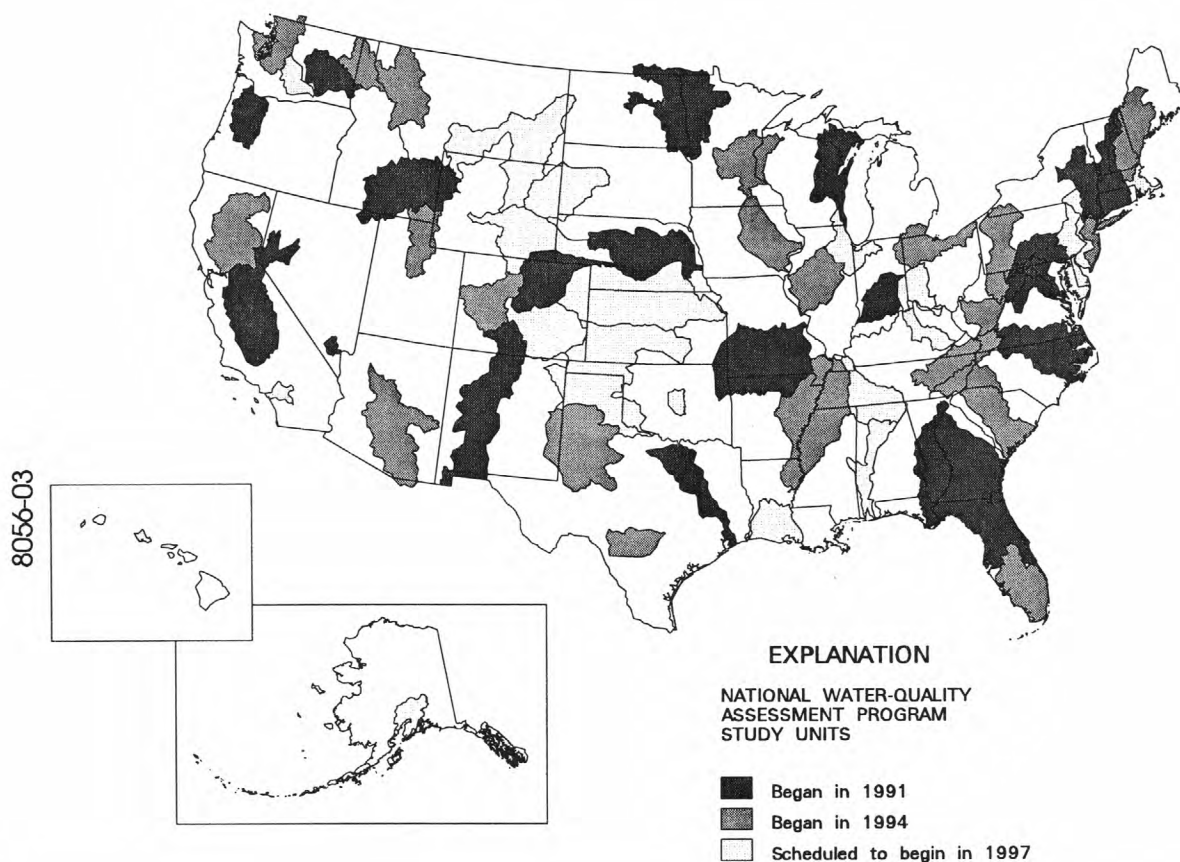 8056-03
EXPLANATION
NATIONAL WATER-QUALITY
ASSESSMENT PROGRAM
STUDY UNITS
Began in 1991
Began in 1994
Scheduled to begin in 1997